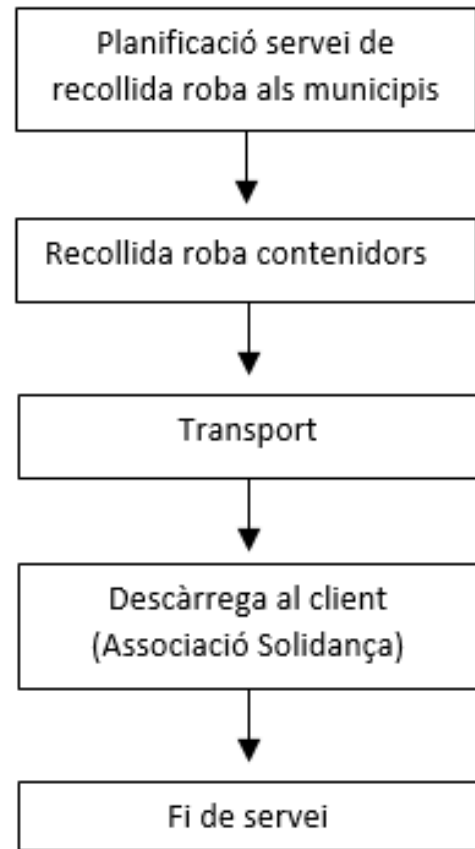 Planificació servei de
recollida roba als municipis
Recollida roba contenidors
Transport
Descàrrega al client
(Associació Solidança)
Fi de servei